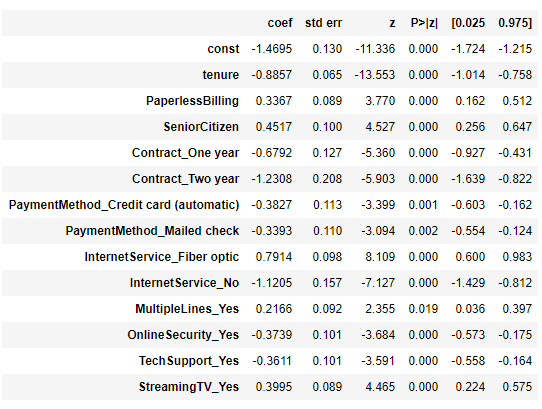 coef std err z P>|z| [0.025 0.975]
const -1.4695 0.130 -11.336 0.000 -1.724 -1.215
tenure -0.8857 0.065 -13.553 0.000 -1.014 -0.758
PaperlessBilling 0.3367 0.089 3.770 0.000 0.162 0.512
SeniorCitizen 0.4517 0.100 4.527 0.000 0.256 0.647
Contract_One year -0.6792 0.127 -5.360 0.000 -0.927 -0.431
Contract_Two year -1.2308 0.208 -5.903 0.000 -1.639 -0.822
PaymentMethod_Credit card (automatic) -0.3827 0.113 -3.399 0.001 -0.603 -0.162
PaymentMethod_Mailed check -0.3393 0.110 -3.094 0.002 -0.554 -0.124
InternetService_Fiber optic 0.7914 0.098 8.109 0.000 0.600 0.983
InternetService_No -1.1205 0.157 -7.127 0.000 -1.429 -0.812
MultipleLines_Yes 0.2166 0.092 2.355 0.019 0.036 0.397
OnlineSecurity_Yes -0.3739 0.101 -3.684 0.000 -0.573 -0.175
TechSupport_Yes -0.3611 0.101 -3.591 0.000 -0.558 -0.164
StreamingTV_Yes 0.3995 0.089 4.465 0.000 0.224 0.575